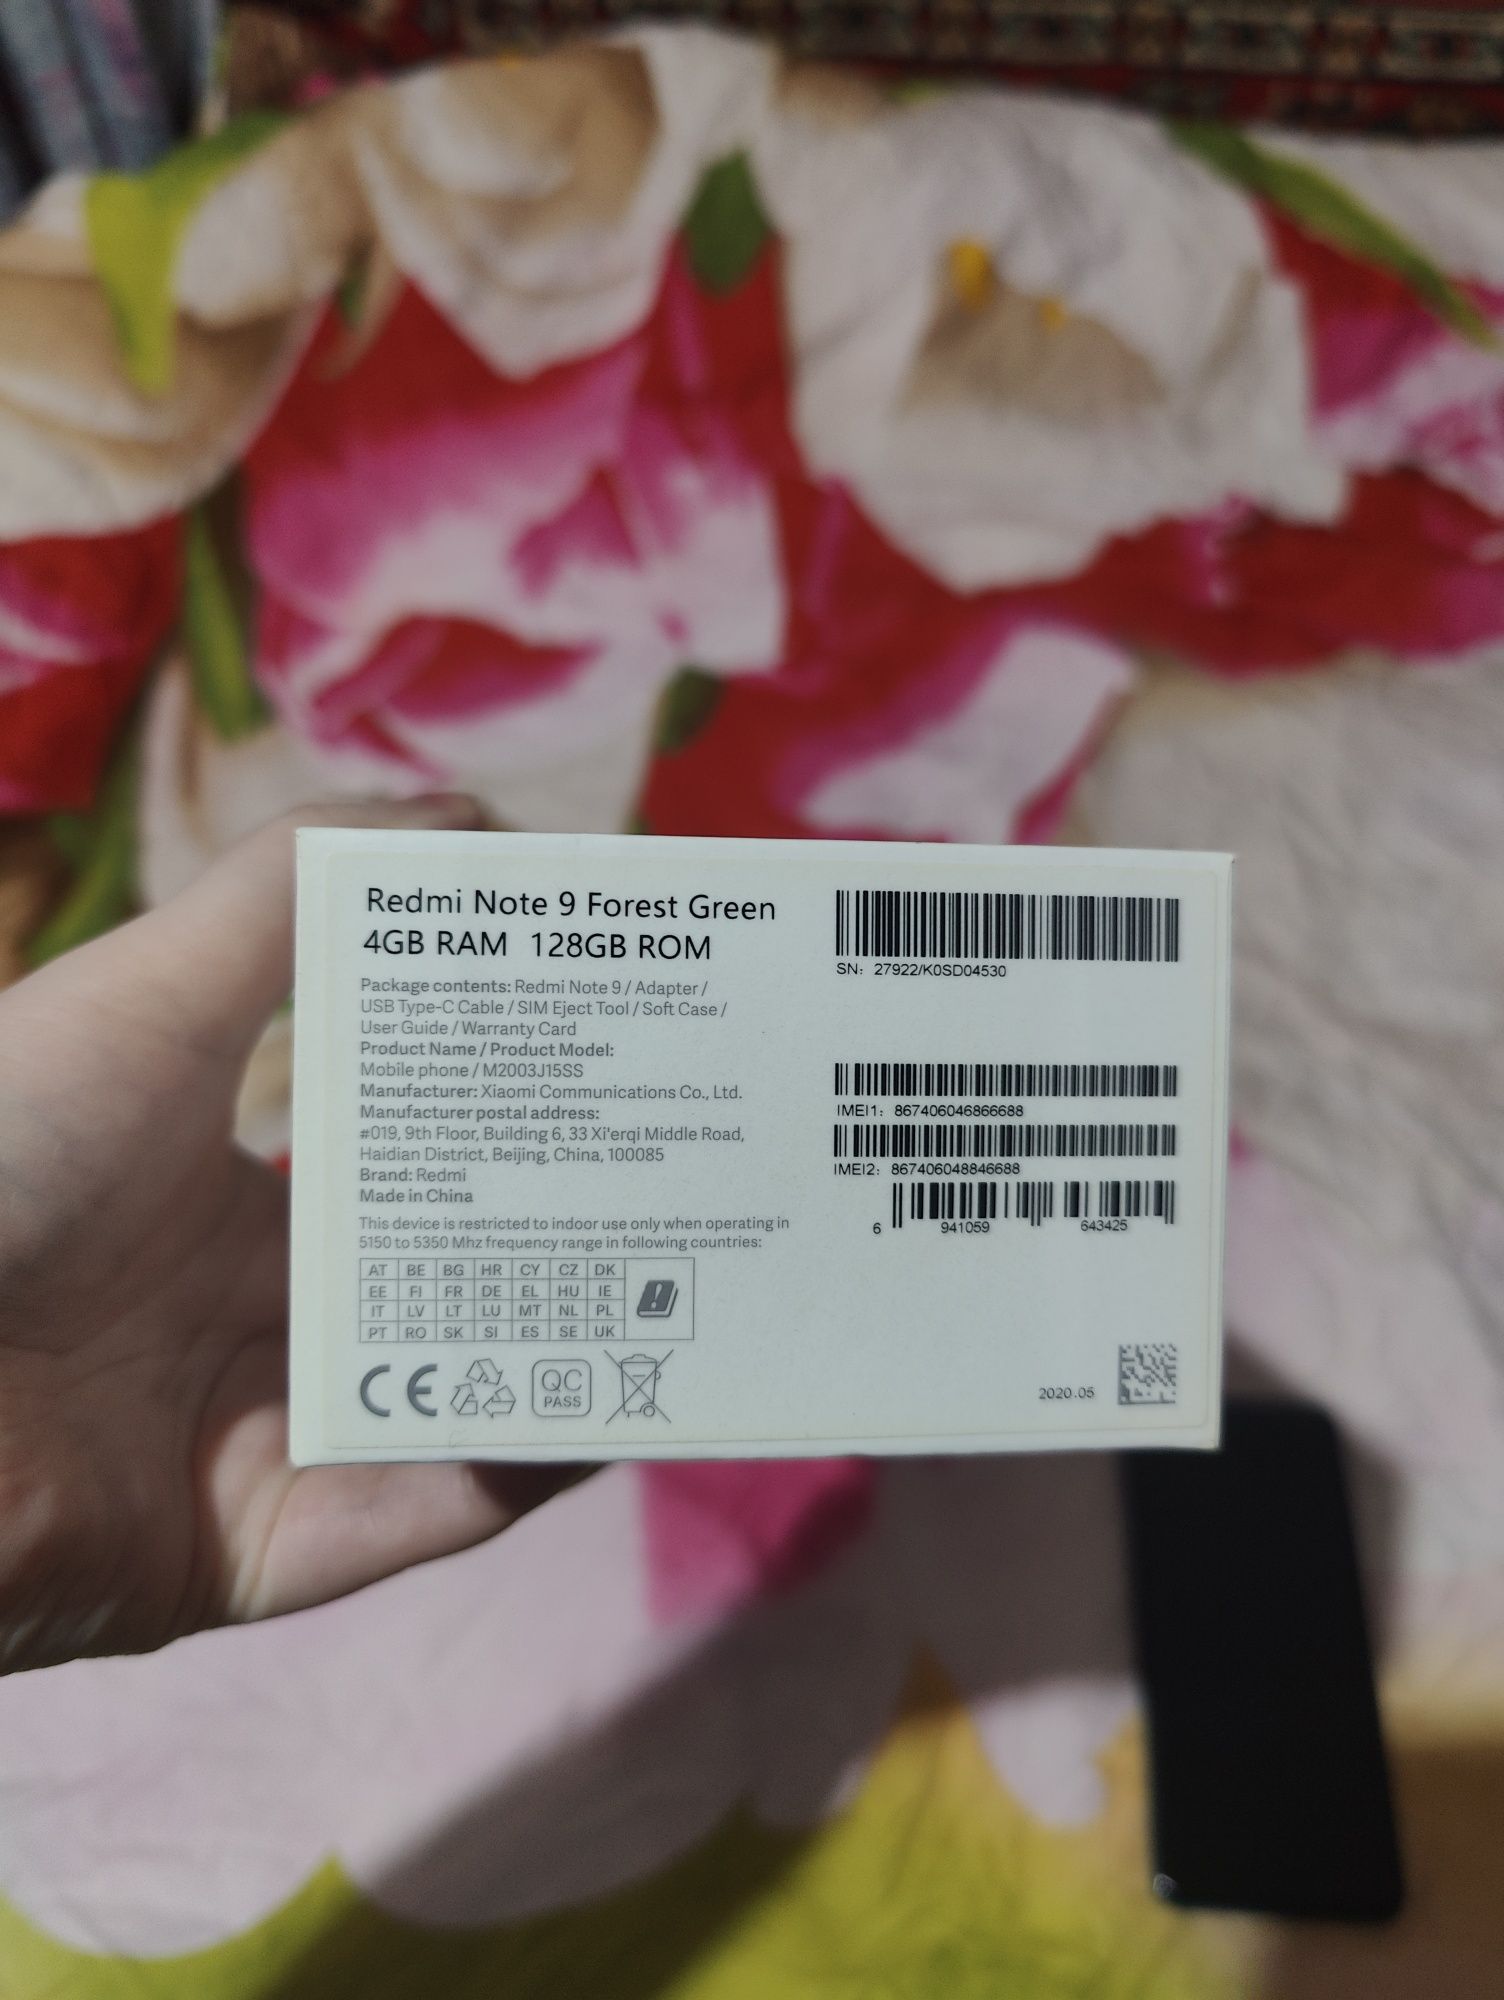 Redmi Note 9 Forest Green
4GB RAM 128GB ROM
Package contents: Redmi Note 9 / Adapter /
USB Type-C Cable / SIM Eject Tool / Soft Case /
User Guide / Warranty Card
Product Name / Product Model:
Mobile phone / M2003J15SS
Manufacturer: Xiaomi Communications Co., Ltd.
Manufacturer postal address:
#019, 9th Floor, Building 6, 33 Xi'erqi Middle Road,
Haidian District, Beijing, China, 100085
Brand: Redmi
Made in China
This device is restricted to indoor use only when operating in
5150 to 5350 Mhz frequency range in following countries:
AT BE BG HR CY CZ DK
EE FI FR DE EL HU IE
IT LV LT LU MT NL PL
PT RO SK SI ES SE UK
CE
QC
PASS
SN: 27922/K0SD04530
IMEI1: 867406046866688
IMEI2: 867406048846688
6 941059 643425
2020.05